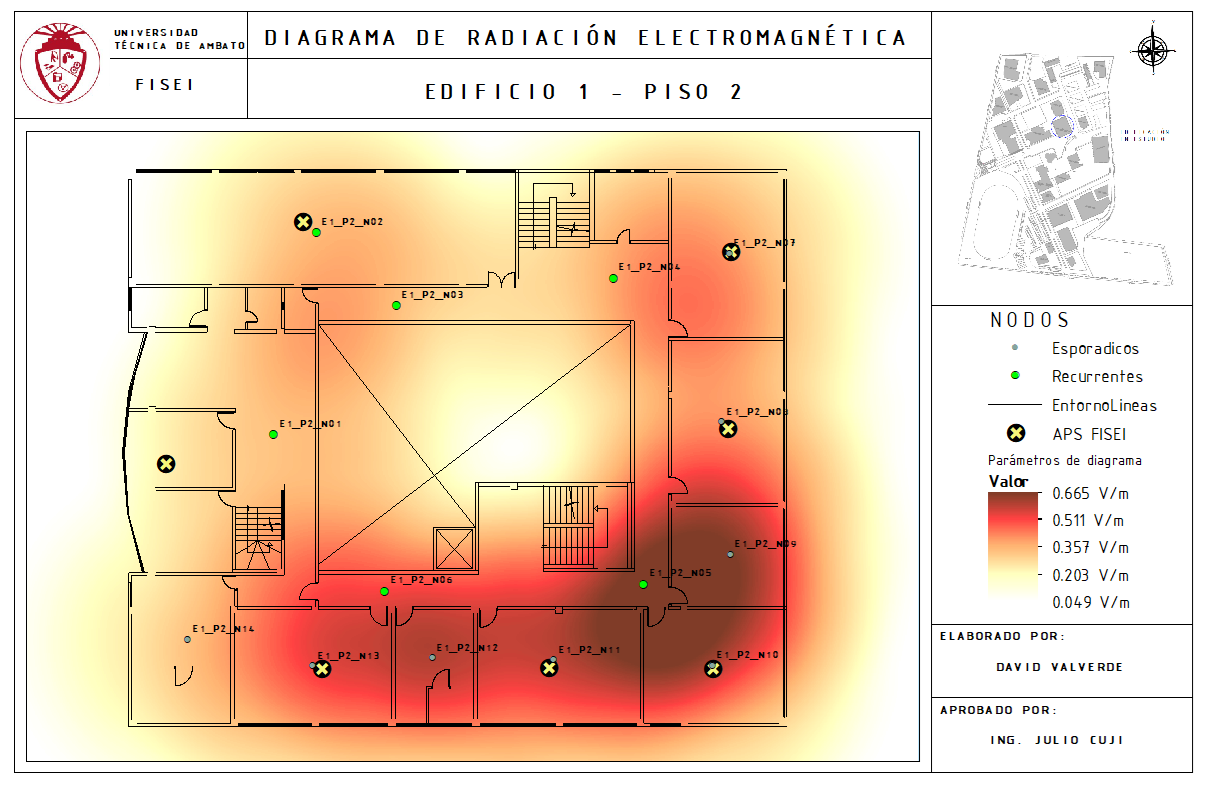 UNIVERSIDAD
TÉCNICA DE AMBATO
FISEI
DIAGRAMA DE RADIACIÓN ELECTROMAGNÉTICA
EDIFICIO 1 - PISO 2
E1_P2_N02
E1_P2_N07
E1_P2_N04
E1_P2_N03
E1_P2_N08
E1_P2_N01
E1_P2_N09
E1_P2_N05
E1_P2_N06
E1_P2_N14
E1_P2_N13
E1_P2_N12
E1_P2_N11
E1_P2_N10
NODOS
Esporadicos
Recurrentes
EntornoLineas
APS FISEI
Parámetros de diagrama
Valor
0.665 V/m
0.511 V/m
0.357 V/m
0.203 V/m
0.049 V/m
ELABORADO POR:
DAVID VALVERDE
APROBADO POR:
ING. JULIO CUJI